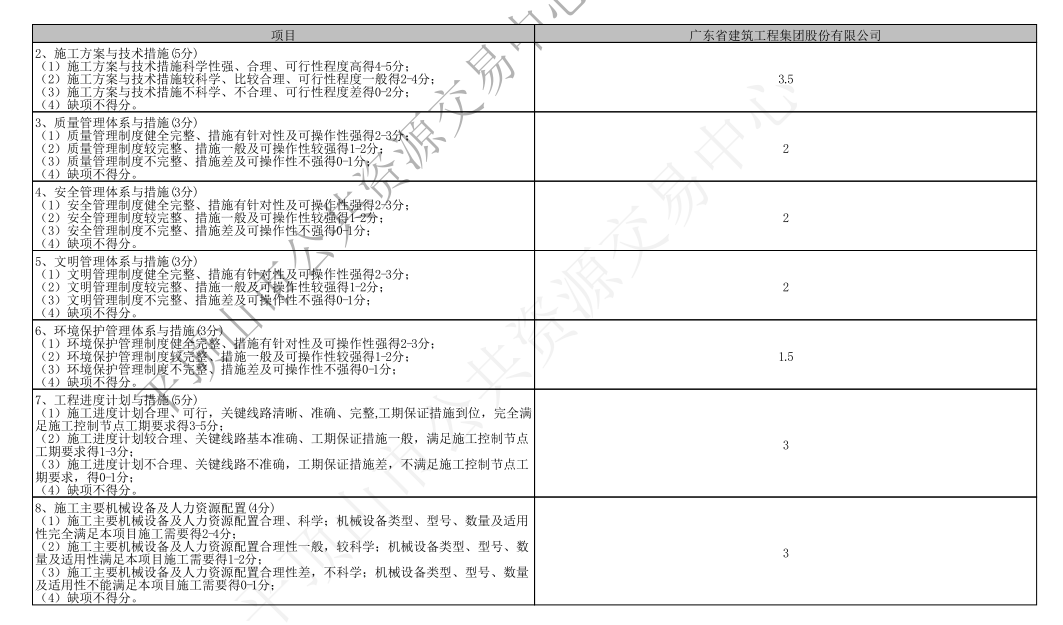 项目
广东省建筑工程集团股份有限公司
2、施工方案与技术措施(5分)
（1）施工方案与技术措施科学性强、合理、可行性程度高得4-5分；
（2）施工方案与技术措施较科学、比较合理、可行性程度一般得2-4分；
（3）施工方案与技术措施不科学、不合理、可行性程度差得0-2分；
（4）缺项不得分。
3.5
3、质量管理体系与措施(3分)
（1）质量管理制度健全完整、措施有针对性及可操作性强得2-3分；
（2）质量管理制度较完整、措施一般及可操作性较强得1-2分；
（3）质量管理制度不完整、措施差及可操作性不强得0-1分；
（4）缺项不得分。
2
4、安全管理体系与措施(3分)
（1）安全管理制度健全完整、措施有针对性及可操作性强得2-3分；
（2）安全管理制度较完整、措施一般及可操作性较强得1-2分；
（3）安全管理制度不完整、措施差及可操作性不强得0-1分；
（4）缺项不得分。
2
5、文明管理体系与措施(3分)
（1）文明管理制度健全完整、措施有针对性及可操作性强得2-3分；
（2）文明管理制度较完整、措施一般及可操作性较强得1-2分；
（3）文明管理制度不完整、措施差及可操作性不强得0-1分；
（4）缺项不得分。
2
6、环境保护管理体系与措施(3分)
（1）环境保护管理制度健全完整、措施有针对性及可操作性强得2-3分；
（2）环境保护管理制度较完整、措施一般及可操作性较强得1-2分；
（3）环境保护管理制度不完整、措施差及可操作性不强得0-1分；
（4）缺项不得分。
1.5
7、工程进度计划与措施(5分)
（1）施工进度计划合理、可行，关键线路清晰、准确、完整,工期保证措施到位，完全满
足施工控制节点工期要求得3-5分；
（2）施工进度计划较合理、关键线路基本准确、工期保证措施一般，满足施工控制节点
工期要求得1-3分；
（3）施工进度计划不合理、关键线路不准确，工期保证措施差，不满足施工控制节点工
期要求，得0-1分；
（4）缺项不得分。
3
8、施工主要机械设备及人力资源配置(4分)
（1）施工主要机械设备及人力资源配置合理、科学；机械设备类型、型号、数量及适用
性完全满足本项目施工需要得2-4分；
（2）施工主要机械设备及人力资源配置合理性一般，较科学；机械设备类型、型号、数
量及适用性满足本项目施工需要得1-2分；
（3）施工主要机械设备及人力资源配置合理性差，不科学；机械设备类型、型号、数量
及适用性不能满足本项目施工需要得0-1分；
（4）缺项不得分。
3
平顶山市公共资源交易中心
平顶山市公共资源交易中心